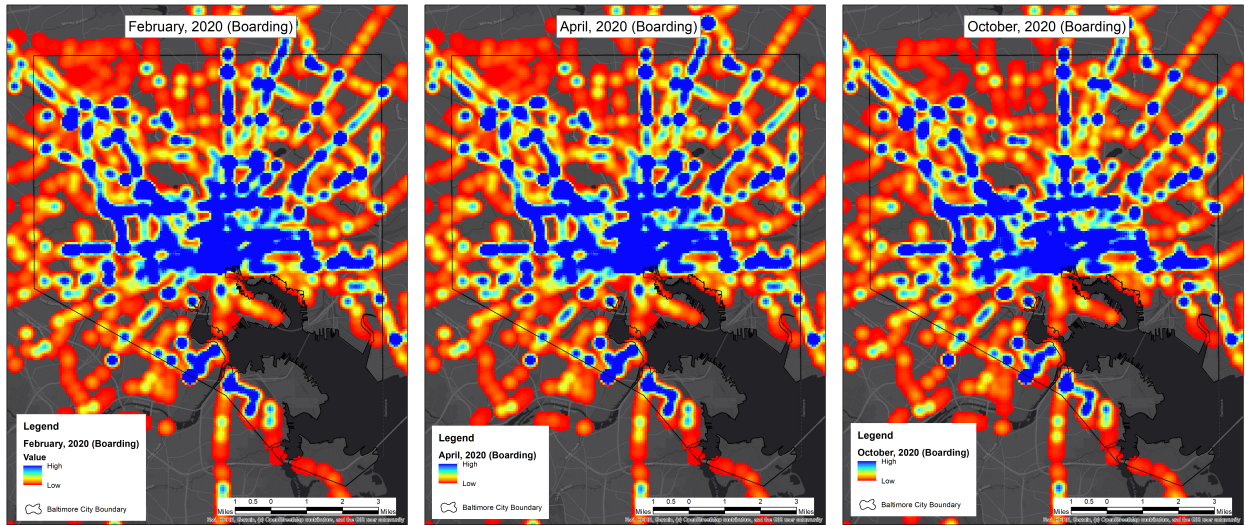 February, 2020 (Boarding)
Legend
February, 2020 (Boarding)
Value
High
Low
Baltimore City Boundary
1 0.5 0 1 2 3
Miles
April, 2020 (Boarding)
Legend
April, 2020 (Boarding)
High
Low
Baltimore City Boundary
1 0.5 0 1 2 3
Miles
October, 2020 (Boarding)
Legend
October, 2020 (Boarding)
High
Low
Baltimore City Boundary
1 0.5 0 1 2 3
Miles